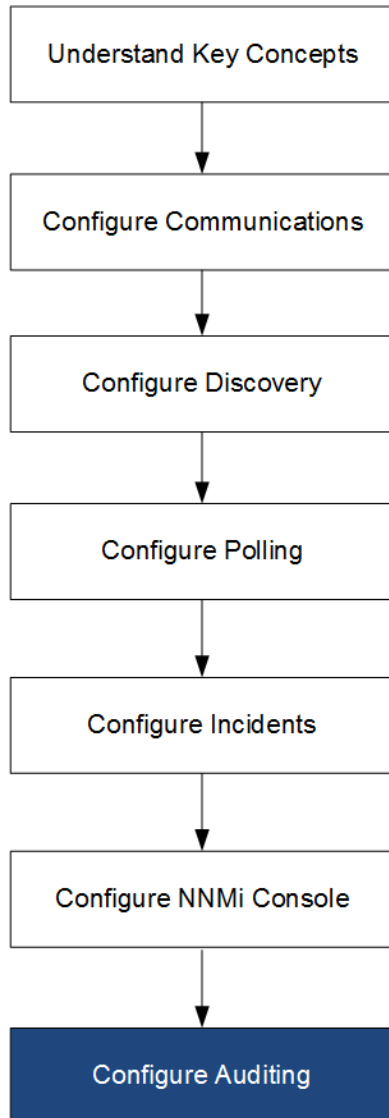 Understand Key Concepts
Configure Communications
Configure Discovery
Configure Polling
Configure Incidents
Configure NNMi Console
Configure Auditing